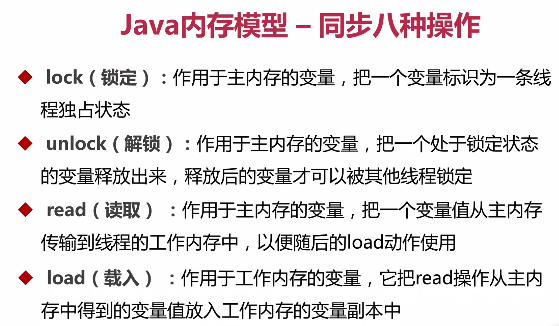 Java内存模型 – 同步八种操作
lock（锁定）：作用于主内存的变量，把一个变量标识为一条线
程独占状态
unlock（解锁）：作用于主内存的变量，把一个处于锁定状态
的变量释放出来，释放后的变量才可以被其他线程锁定
read（读取）：作用于主内存的变量，把一个变量值从主内存
传输到线程的工作内存中，以便随后的load动作使用
load（载入）：作用于工作内存的变量，它把read操作从主内
存中得到的变量值放入工作内存的变量副本中